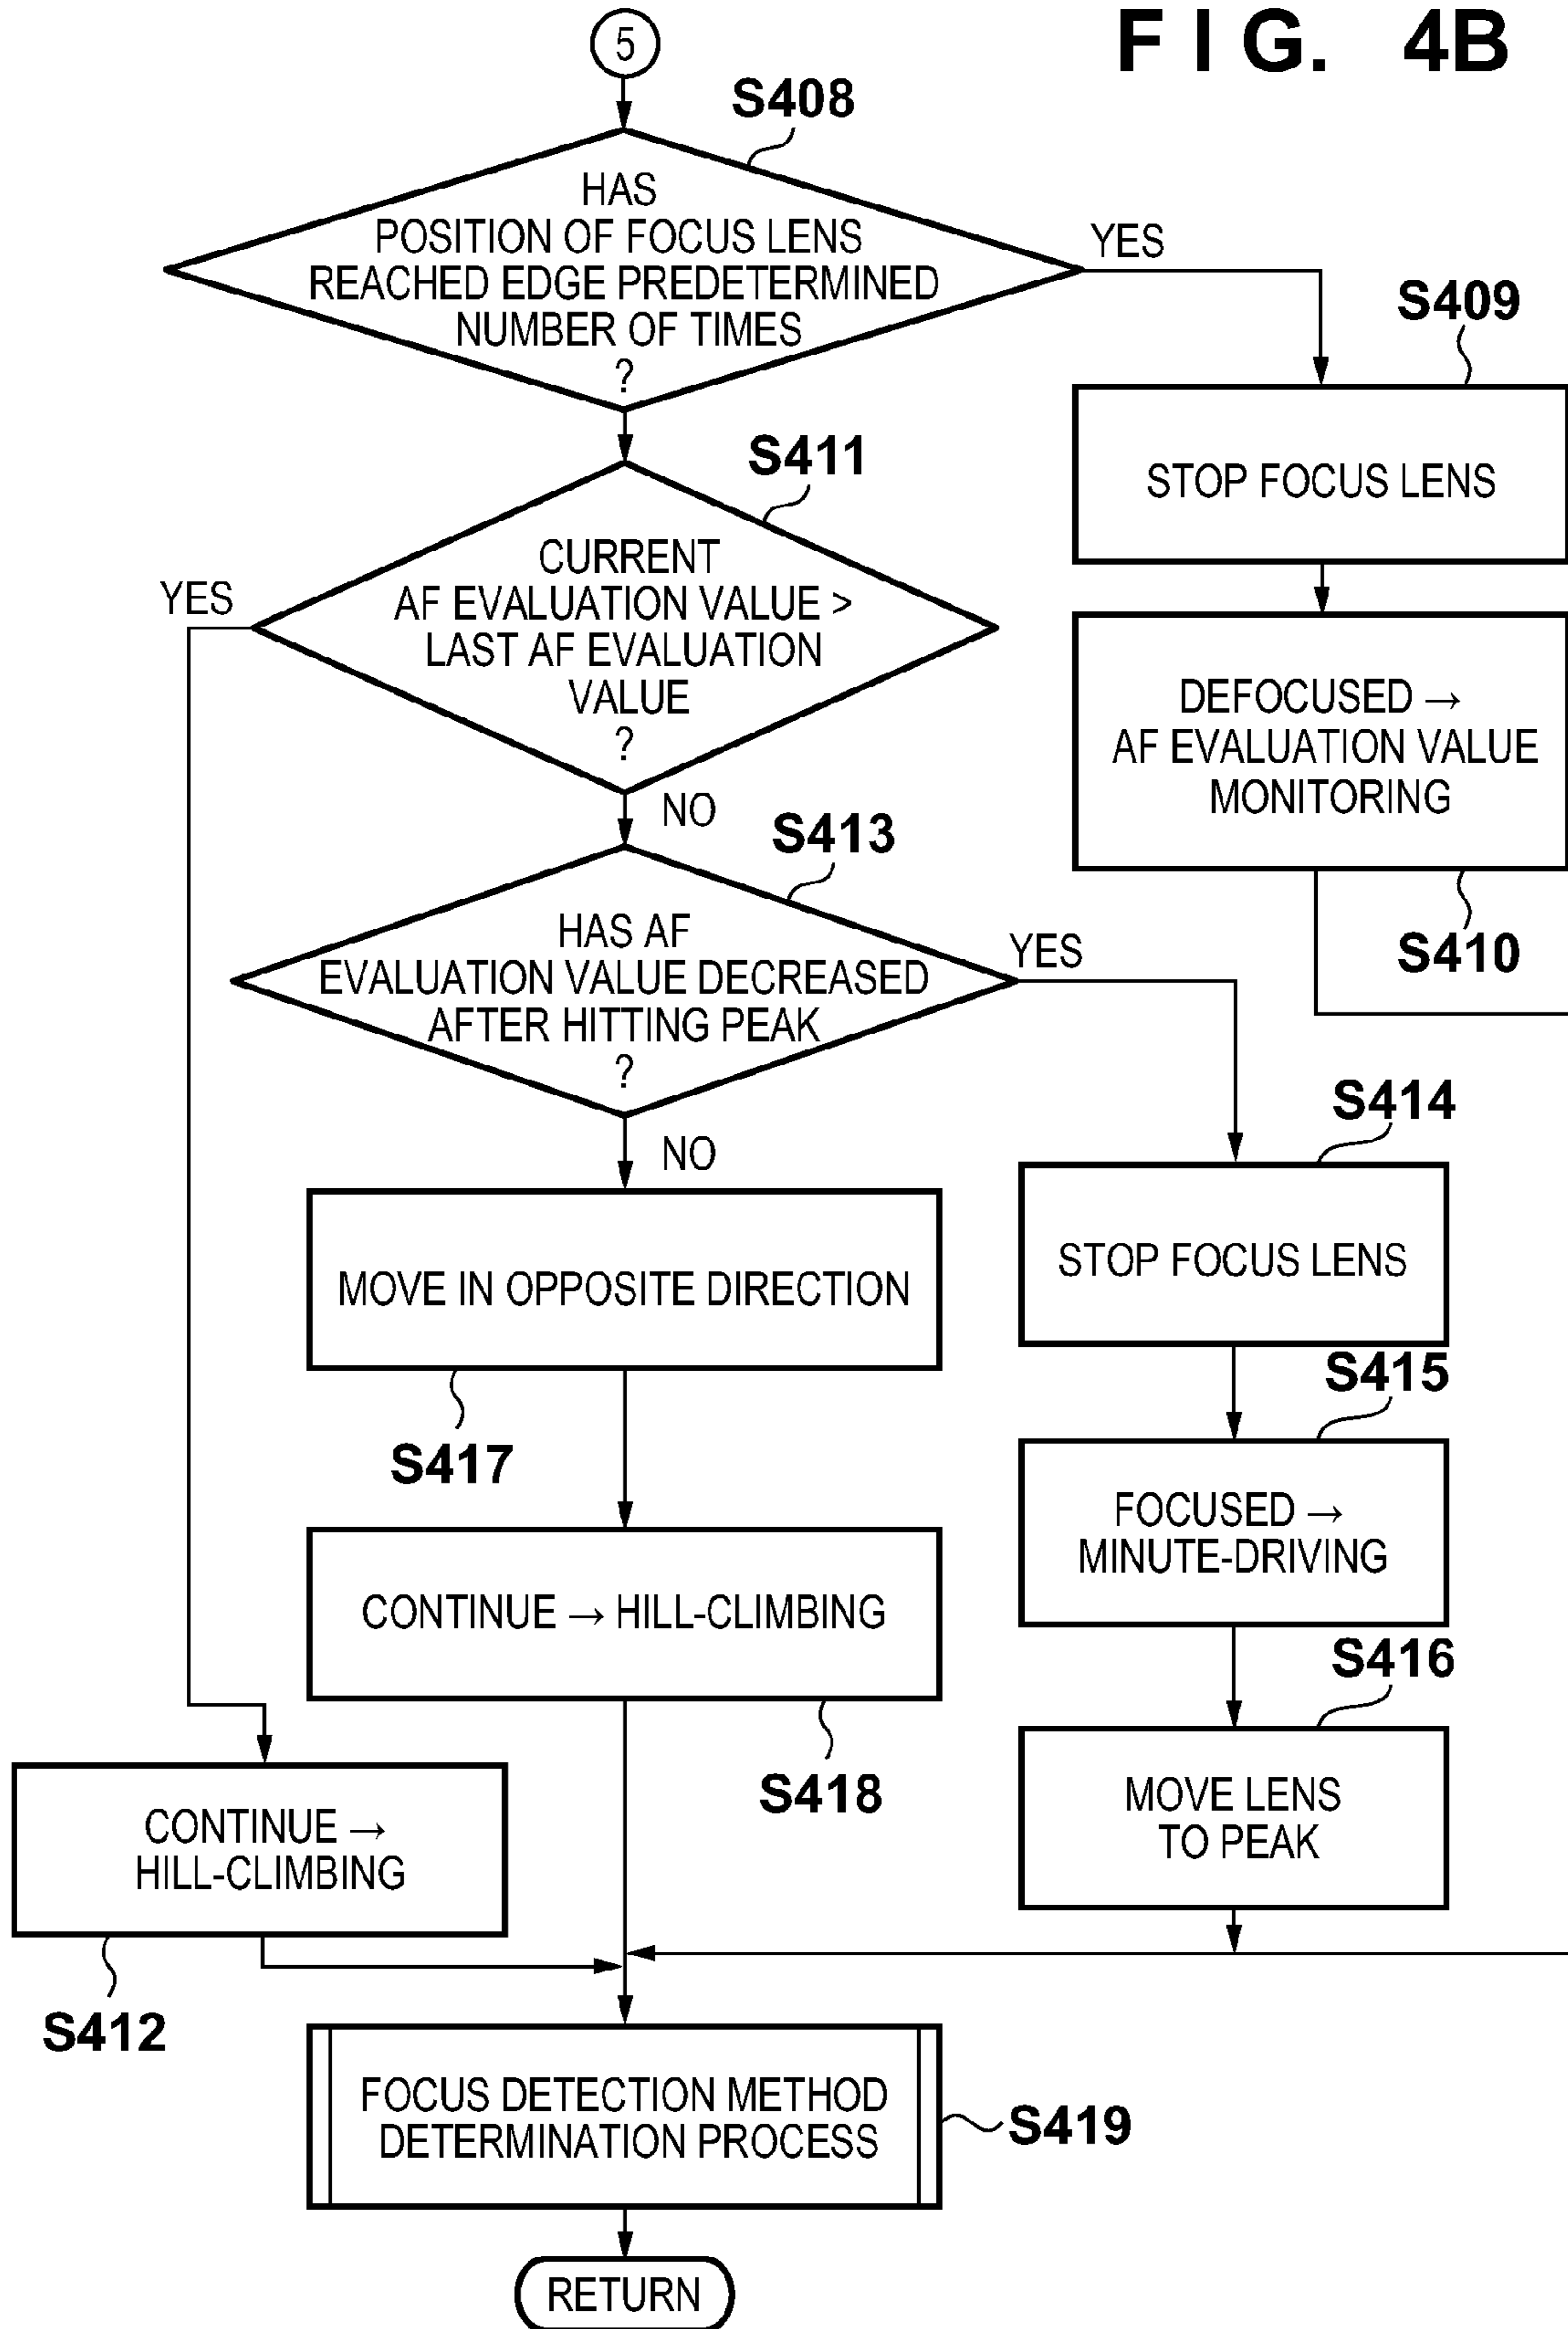 FIG. 4B
5
S408
HAS
POSITION OF FOCUS LENS
REACHED EDGE PREDETERMINED
NUMBER OF TIMES
?
YES
S409
STOP FOCUS LENS
S411
CURRENT
AF EVALUATION VALUE >
LAST AF EVALUATION
VALUE
?
YES
NO
DEFOCUSED →
AF EVALUATION VALUE
MONITORING
S410
S413
HAS AF
EVALUATION VALUE DECREASED
AFTER HITTING PEAK
?
YES
NO
S414
STOP FOCUS LENS
MOVE IN OPPOSITE DIRECTION
S417
S415
FOCUSED →
MINUTE-DRIVING
CONTINUE → HILL-CLIMBING
S418
S416
MOVE LENS
TO PEAK
CONTINUE →
HILL-CLIMBING
S412
FOCUS DETECTION METHOD
DETERMINATION PROCESS
S419
RETURN